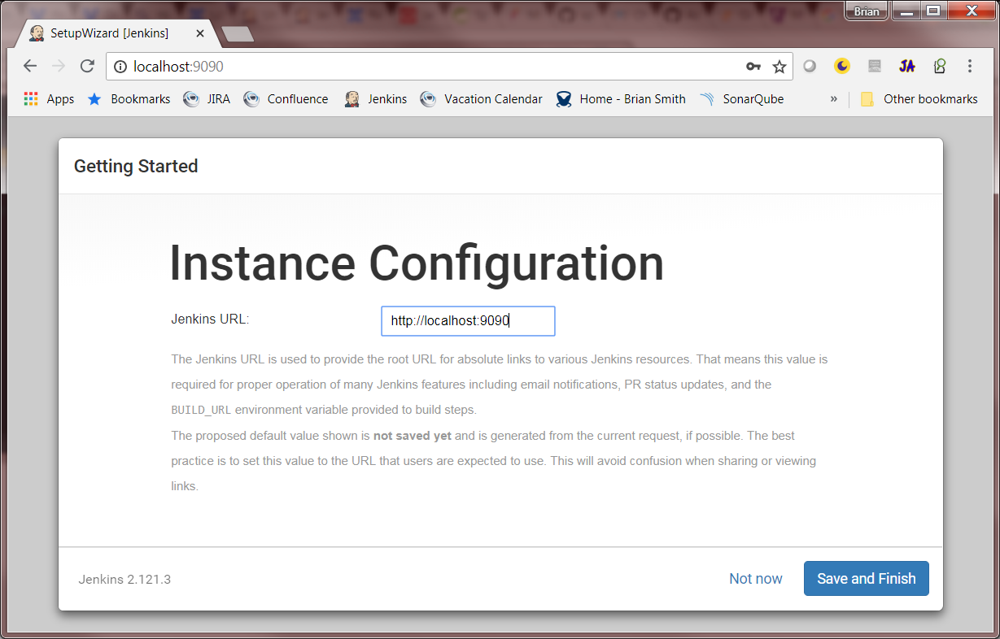 Brian
SetupWizard [Jenkins]
localhost:9090
JA
Apps Bookmarks JIRA Confluence Jenkins Vacation Calendar Home - Brian Smith SonarQube » Other bookmarks
Getting Started
Instance Configuration
Jenkins URL: http://localhost:9090
The Jenkins URL is used to provide the root URL for absolute links to various Jenkins resources. That means this value is
required for proper operation of many Jenkins features including email notifications, PR status updates, and the
BUILD_URL environment variable provided to build steps.
The proposed default value shown is not saved yet and is generated from the current request, if possible. The best
practice is to set this value to the URL that users are expected to use. This will avoid confusion when sharing or viewing
links.
Jenkins 2.121.3 Not now Save and Finish